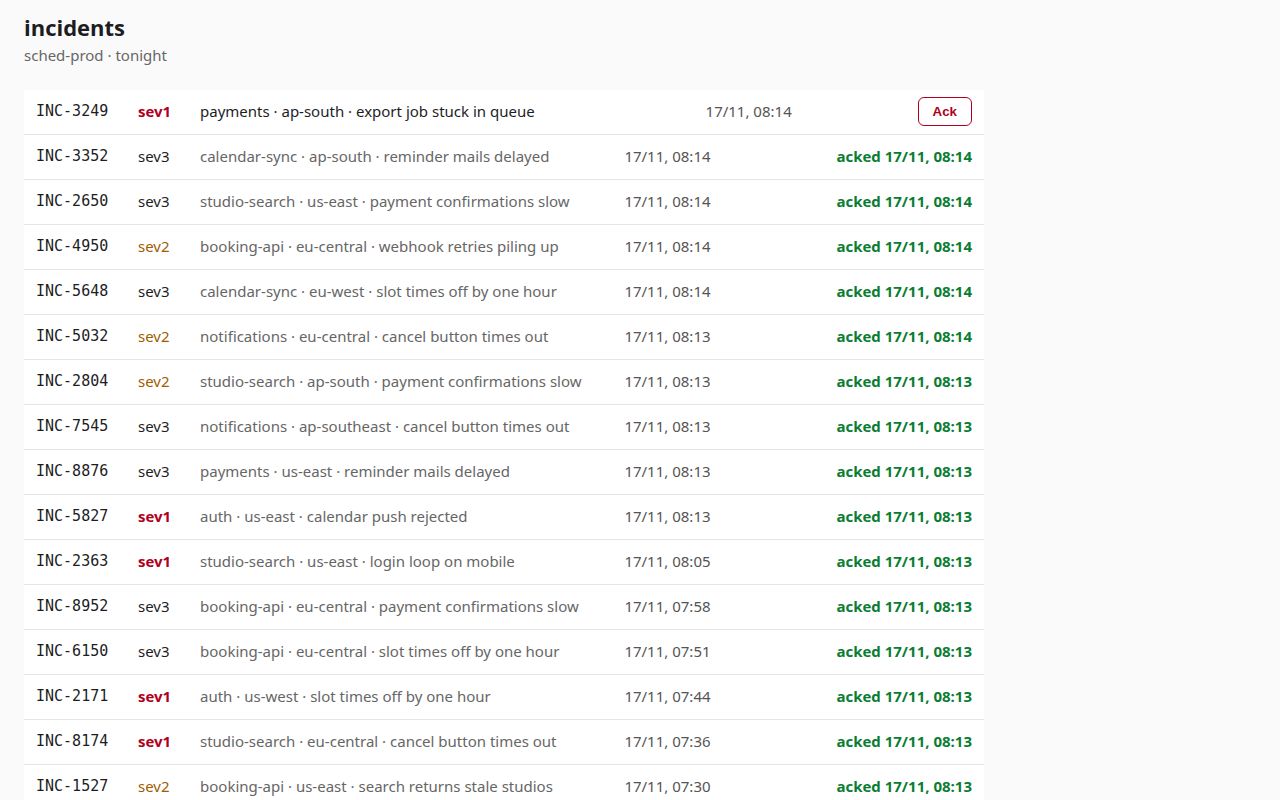 incidents
sched-prod · tonight
INC-3249 sev1 payments · ap-south · export job stuck in queue 17/11, 08:14 Ack
INC-3352 sev3 calendar-sync · ap-south · reminder mails delayed 17/11, 08:14 acked 17/11, 08:14
INC-2650 sev3 studio-search · us-east · payment confirmations slow 17/11, 08:14 acked 17/11, 08:14
INC-4950 sev2 booking-api · eu-central · webhook retries piling up 17/11, 08:14 acked 17/11, 08:14
INC-5648 sev3 calendar-sync · eu-west · slot times off by one hour 17/11, 08:14 acked 17/11, 08:14
INC-5032 sev2 notifications · eu-central · cancel button times out 17/11, 08:13 acked 17/11, 08:14
INC-2804 sev2 studio-search · ap-south · payment confirmations slow 17/11, 08:13 acked 17/11, 08:13
INC-7545 sev3 notifications · ap-southeast · cancel button times out 17/11, 08:13 acked 17/11, 08:13
INC-8876 sev3 payments · us-east · reminder mails delayed 17/11, 08:13 acked 17/11, 08:13
INC-5827 sev1 auth · us-east · calendar push rejected 17/11, 08:13 acked 17/11, 08:13
INC-2363 sev1 studio-search · us-east · login loop on mobile 17/11, 08:05 acked 17/11, 08:13
INC-8952 sev3 booking-api · eu-central · payment confirmations slow 17/11, 07:58 acked 17/11, 08:13
INC-6150 sev3 booking-api · eu-central · slot times off by one hour 17/11, 07:51 acked 17/11, 08:13
INC-2171 sev1 auth · us-west · slot times off by one hour 17/11, 07:44 acked 17/11, 08:13
INC-8174 sev1 studio-search · eu-central · cancel button times out 17/11, 07:36 acked 17/11, 08:13
INC-1527 sev2 booking-api · us-east · search returns stale studios 17/11, 07:30 acked 17/11, 08:13